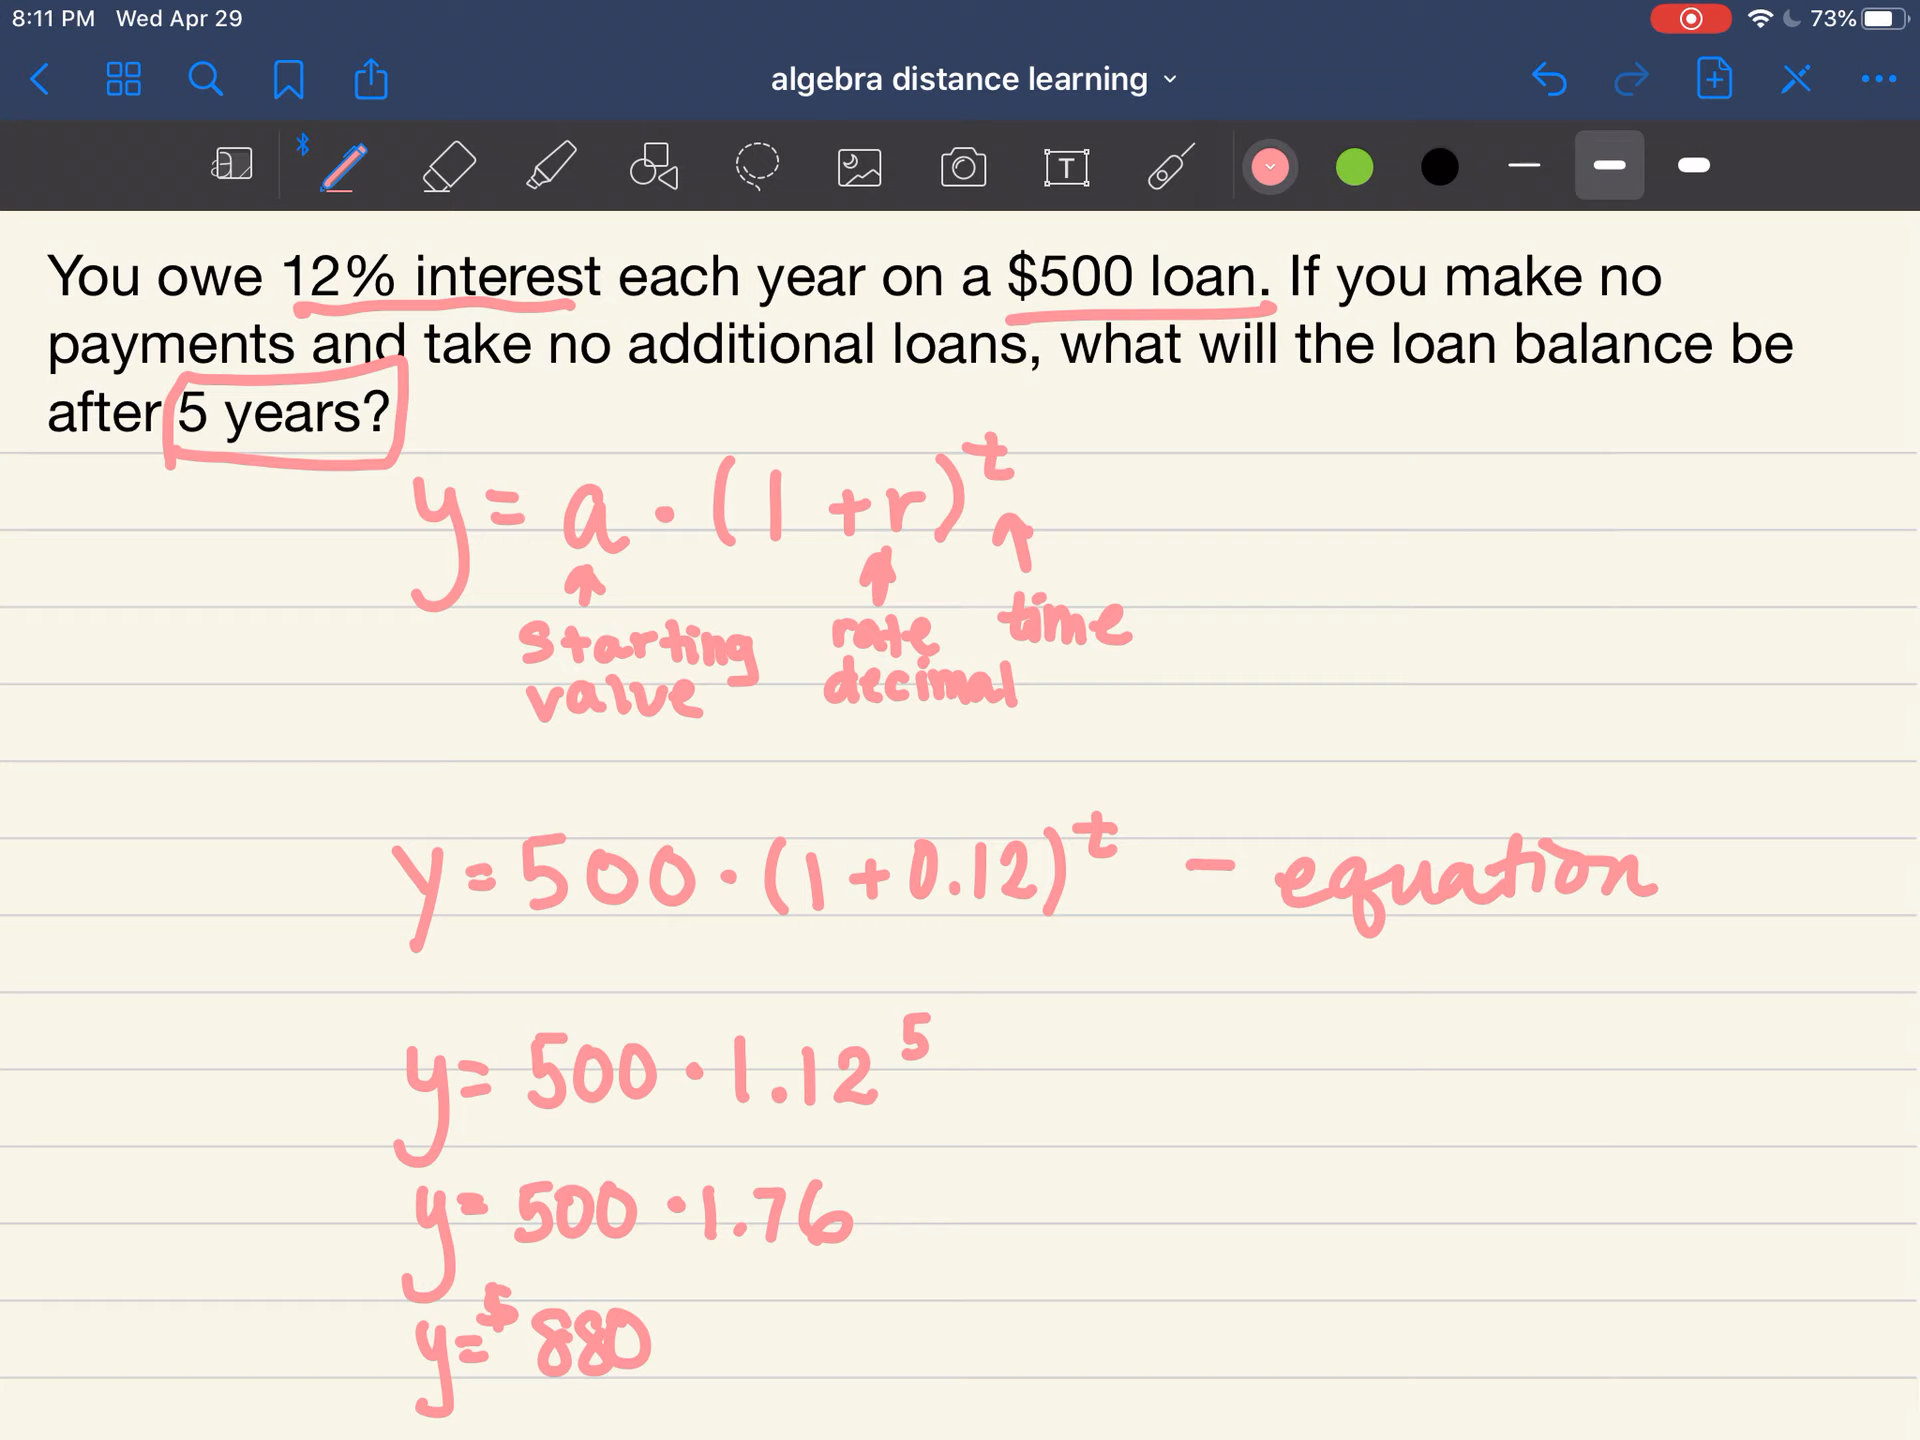 8:11 PM Wed Apr 29 73%
algebra distance learning
T
You owe 12% interest each year on a $500 loan. If you make no
payments and take no additional loans, what will the loan balance be
after 5 years?
y = a · (1 + r)^t
starting rate time
value decimal
y = 500 · (1 + 0.12)^t - equation
y = 500 · 1.12^5
y = 500 · 1.76
y = $880